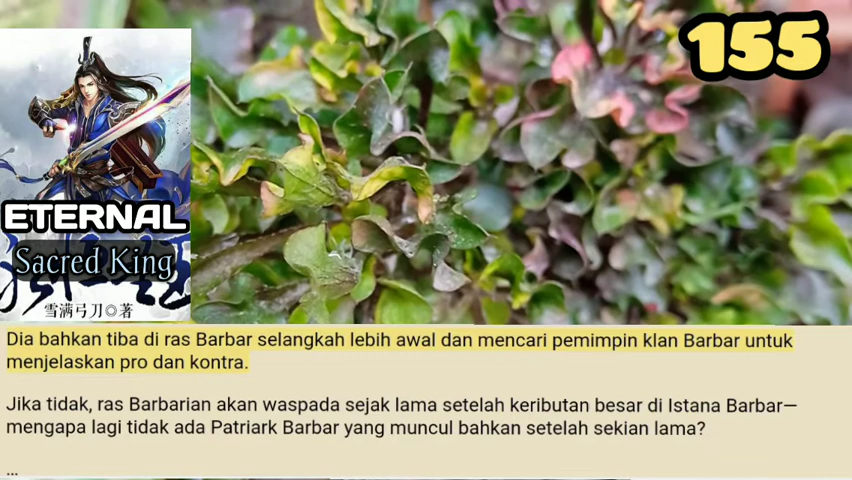 155
ETERNAL
Sacred King
雪满弓刀◎著
Dia bahkan tiba di ras Barbar selangkah lebih awal dan mencari pemimpin klan Barbar untuk
menjelaskan pro dan kontra.
Jika tidak, ras Barbarian akan waspada sejak lama setelah keributan besar di Istana Barbar—
mengapa lagi tidak ada Patriark Barbar yang muncul bahkan setelah sekian lama?
...